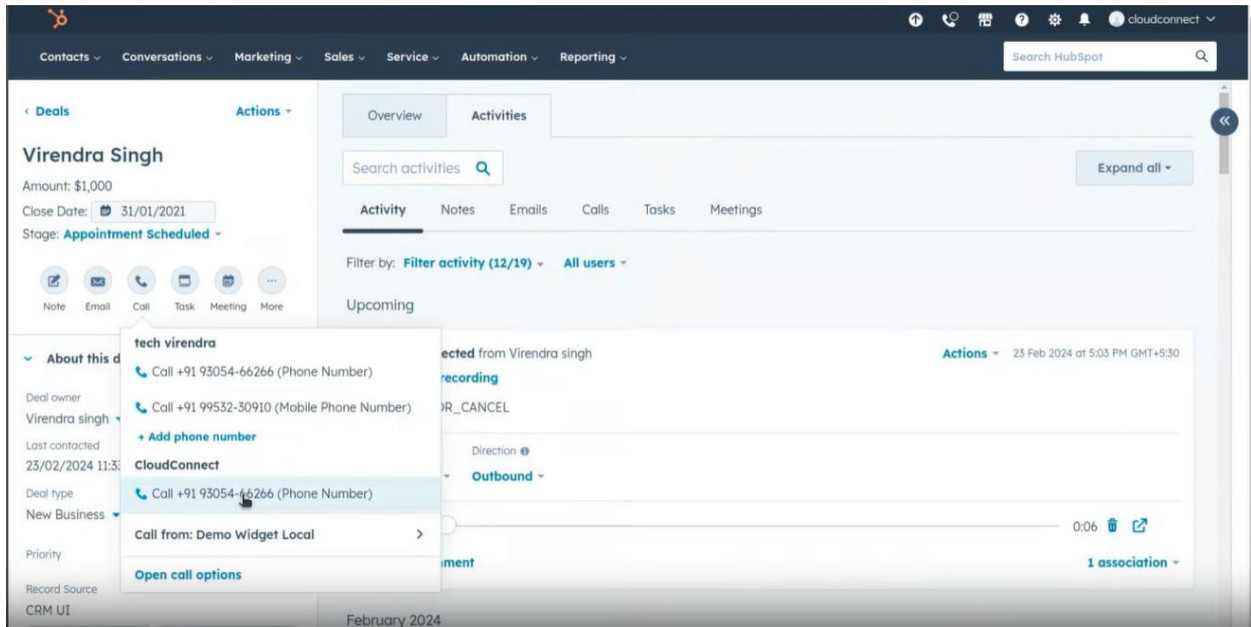 cloudconnect
Contacts Conversations Marketing Sales Service Automation Reporting
Search HubSpot
Deals
Actions
Virendra Singh
Amount: $1,000
Close Date: 31/01/2021
Stage: Appointment Scheduled
Note Email Call Task Meeting More
tech virendra
Call +91 93054-66266 (Phone Number)
Call +91 99532-30910 (Mobile Phone Number)
+ Add phone number
CloudConnect
Call +91 93054-66266 (Phone Number)
Call from: Demo Widget Local
Open call options
About this d
Deal owner
Virendra singh
Last contacted
23/02/2024 11:3
Deal type
New Business
Priority
Record Source
CRM UI
Overview Activities
Search activities
Expand all
Activity Notes Emails Calls Tasks Meetings
Filter by: Filter activity (12/19) All users
Upcoming
ected from Virendra singh
Actions 23 Feb 2024 at 5:03 PM GMT+5:30
recording
OR_CANCEL
Direction
Outbound
0:06
ment
1 association
February 2024